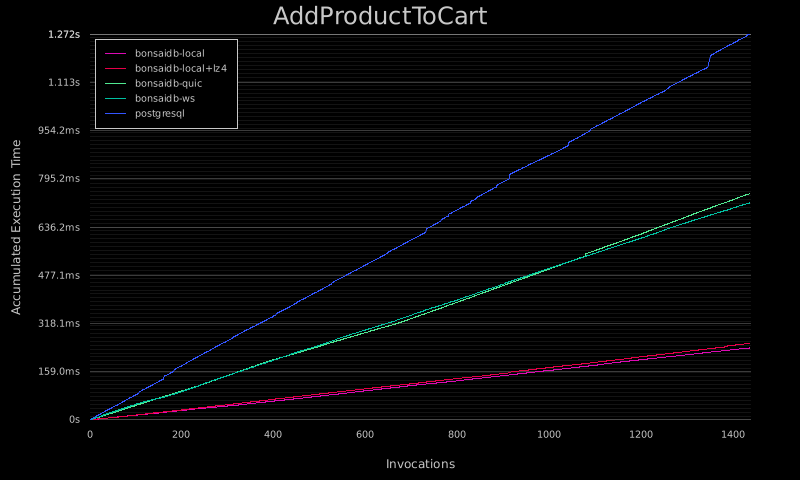 AddProductToCart
1.272s
1.113s
954.2ms
795.2ms
636.2ms
477.1ms
318.1ms
159.0ms
0s
bonsaidb-local
bonsaidb-local+lz4
bonsaidb-quic
bonsaidb-ws
postgresql
Accumulated Execution Time
0 200 400 600 800 1000 1200 1400
Invocations